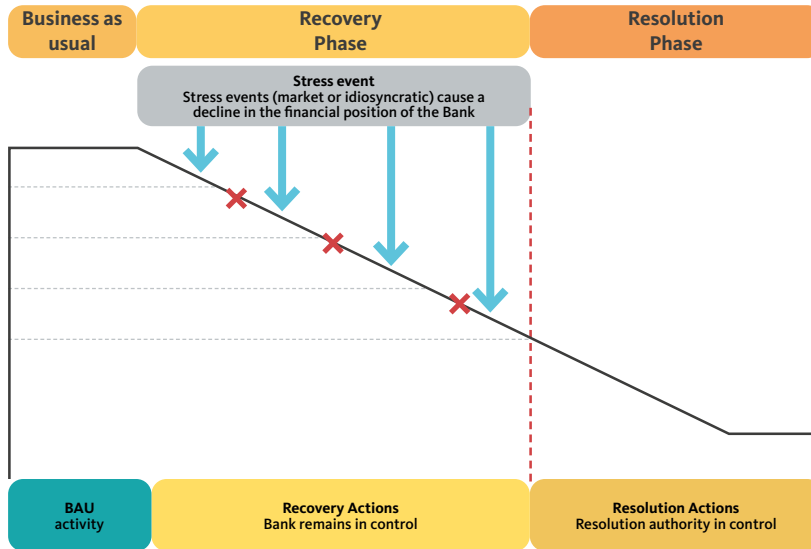 Business as
usual
Recovery
Phase
Resolution
Phase
Stress event
Stress events (market or idiosyncratic) cause a
decline in the financial position of the Bank
BAU
activity
Recovery Actions
Bank remains in control
Resolution Actions
Resolution authority in control